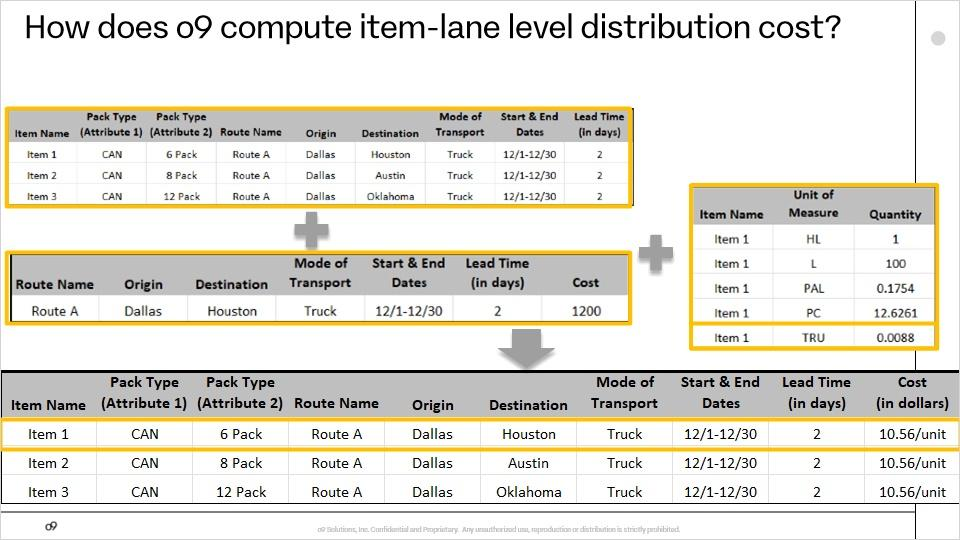 How does o9 compute item-lane level distribution cost?
Item Name Pack Type (Attribute 1) Pack Type (Attribute 2) Route Name Origin Destination Mode of Transport Start & End Dates Lead Time (in days)
Item 1 CAN 6 Pack Route A Dallas Houston Truck 12/1-12/30 2
Item 2 CAN 8 Pack Route A Dallas Austin Truck 12/1-12/30 2
Item 3 CAN 12 Pack Route A Dallas Oklahoma Truck 12/1-12/30 2
Route Name Origin Destination Mode of Transport Start & End Dates Lead Time (in days) Cost
Route A Dallas Houston Truck 12/1-12/30 2 1200
Item Name Unit of Measure Quantity
Item 1 HL 1
Item 1 L 100
Item 1 PAL 0.1754
Item 1 PC 12.6261
Item 1 TRU 0.0088
Item Name Pack Type (Attribute 1) Pack Type (Attribute 2) Route Name Origin Destination Mode of Transport Start & End Dates Lead Time (in days) Cost (in dollars)
Item 1 CAN 6 Pack Route A Dallas Houston Truck 12/1-12/30 2 10.56/unit
Item 2 CAN 8 Pack Route A Dallas Austin Truck 12/1-12/30 2 10.56/unit
Item 3 CAN 12 Pack Route A Dallas Oklahoma Truck 12/1-12/30 2 10.56/unit
o9
o9 Solutions, Inc. Confidential and Proprietary. Any unauthorized use, reproduction or distribution is strictly prohibited.